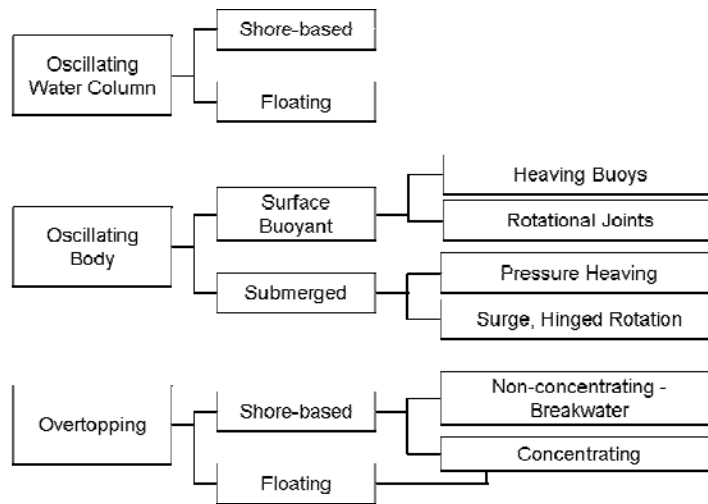 Oscillating
Water Column
Shore-based
Floating
Oscillating
Body
Surface
Buoyant
Submerged
Heaving Buoys
Rotational Joints
Pressure Heaving
Surge, Hinged Rotation
Overtopping
Shore-based
Floating
Non-concentrating -
Breakwater
Concentrating